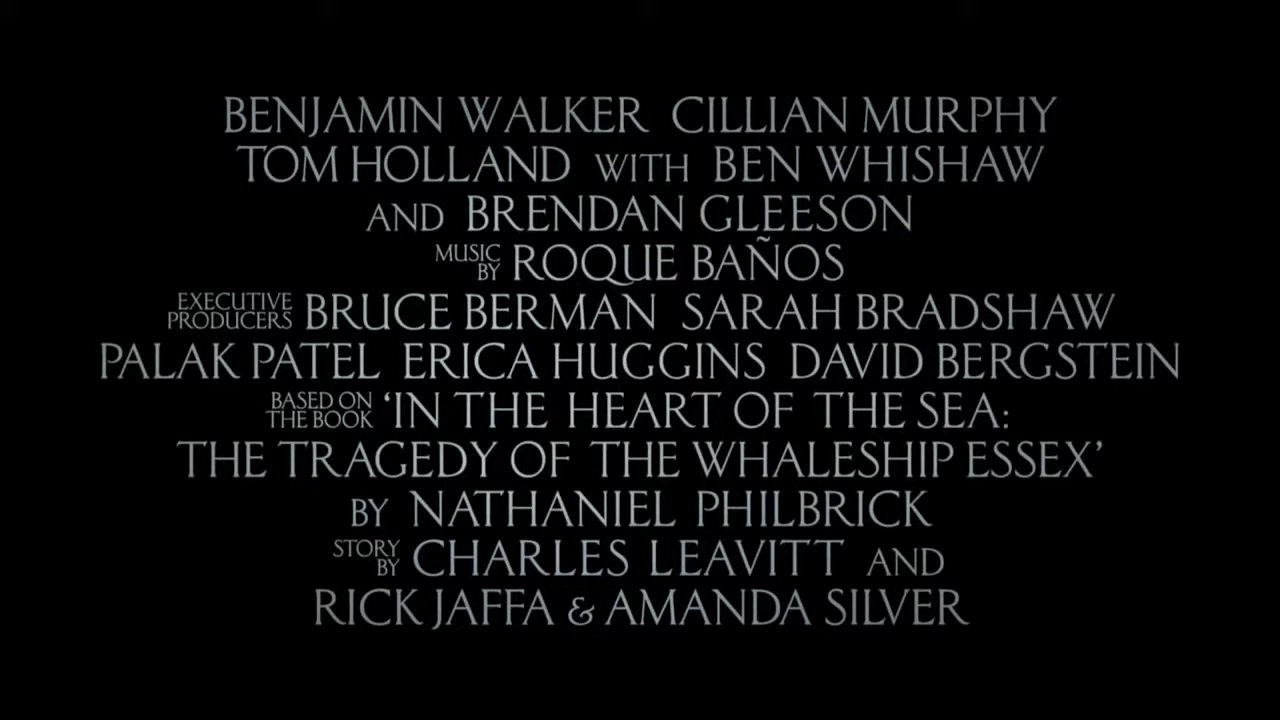 BENJAMIN WALKER CILLIAN MURPHY
TOM HOLLAND WITH BEN WHISHAW
AND BRENDAN GLEESON
MUSIC BY ROQUE BAÑOS
EXECUTIVE PRODUCERS BRUCE BERMAN SARAH BRADSHAW
PALAK PATEL ERICA HUGGINS DAVID BERGSTEIN
BASED ON THE BOOK ‘IN THE HEART OF THE SEA:
THE TRAGEDY OF THE WHALESHIP ESSEX’
BY NATHANIEL PHILBRICK
STORY BY CHARLES LEAVITT AND
RICK JAFFA & AMANDA SILVER